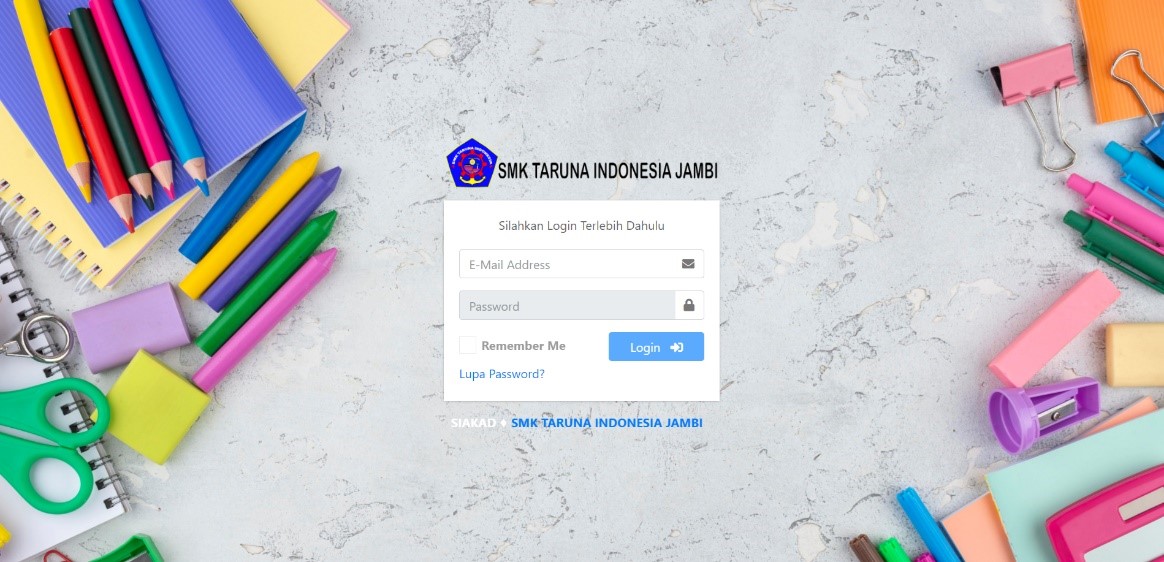 SMK TARUNA INDONESIA JAMBI
Silahkan Login Terlebih Dahulu
E-Mail Address
Password
Remember Me
Login
Lupa Password?
SIAKAD ♦ SMK TARUNA INDONESIA JAMBI